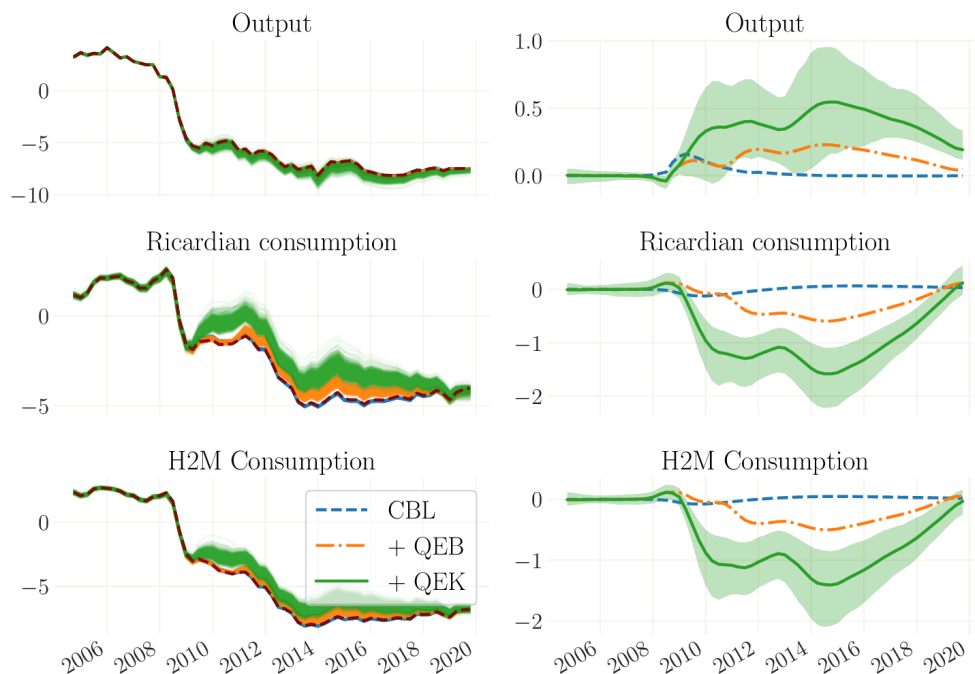 Output
0
−5
−10
Output
1.0
0.5
0.0
Ricardian consumption
0
−5
Ricardian consumption
0
−1
−2
H2M Consumption
0
−5
CBL
+ QEB
+ QEK
2006 2008 2010 2012 2014 2016 2018 2020
H2M Consumption
0
−1
−2
2006 2008 2010 2012 2014 2016 2018 2020